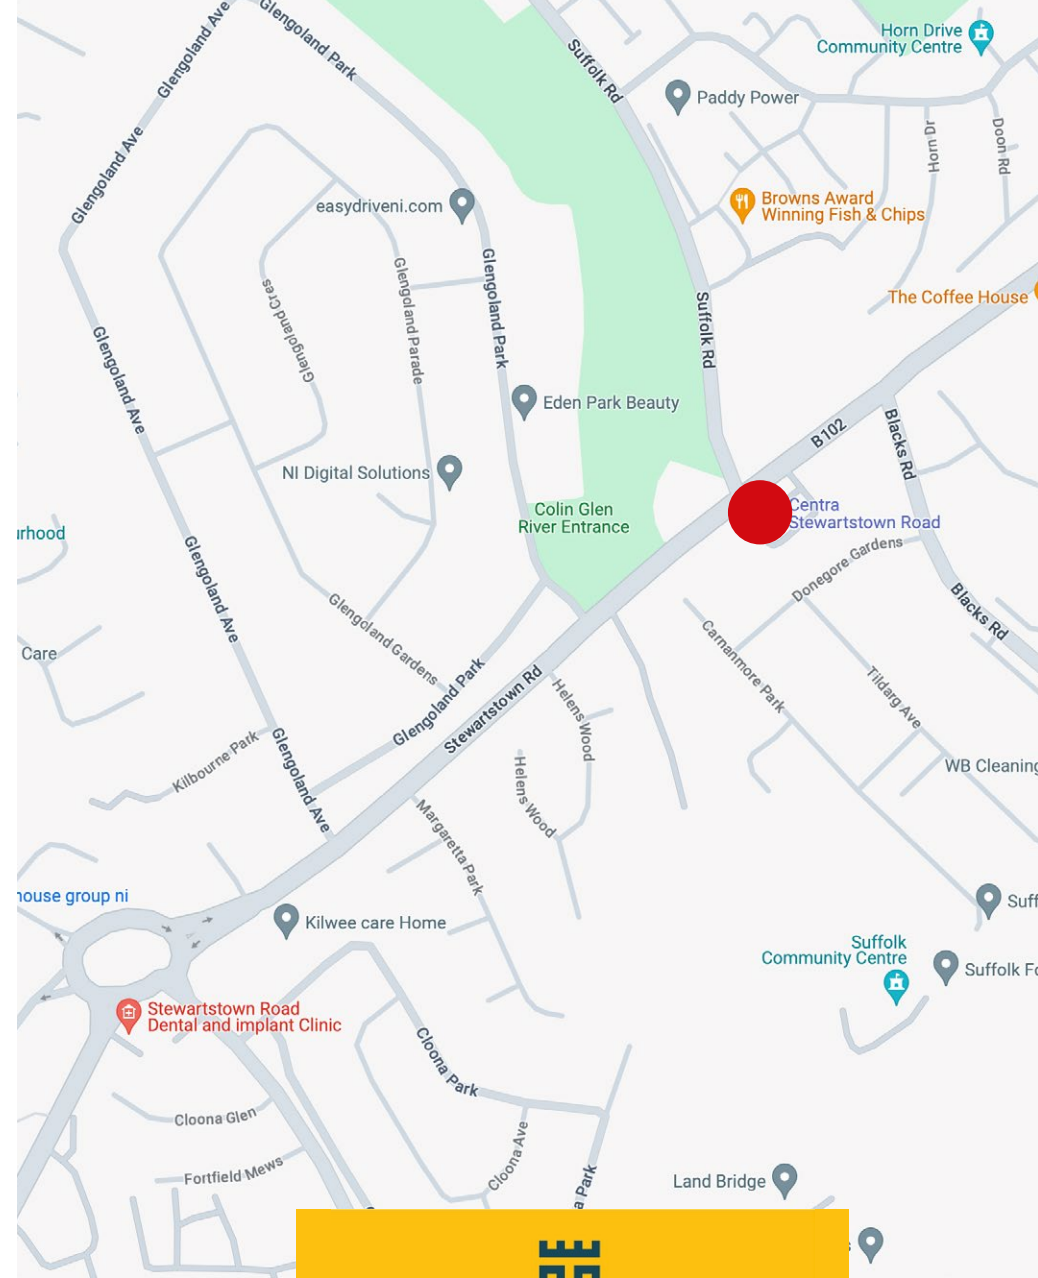 Glengoland Ave
Glengoland Park
Suffolk Rd
Horn Drive
Community Centre
Paddy Power
Glengoland Ave
Horn Dr
Doon Rd
easydriveni.com
Browns Award
Winning Fish & Chips
Glengoland Park
Glengoland Cres
Glengoland Parade
Suffolk Rd
The Coffee House
Glengoland Ave
Eden Park Beauty
B102
Blacks Rd
NI Digital Solutions
Colin Glen
River Entrance
Centra
Stewartstown Road
Donegore Gardens
Glengoland Ave
Glengoland Gardens
Blacks Rd
Care
Carnanmore Park
Tildarg Ave
Glengoland Park
Stewartstown Rd
Helens Wood
Kilbourne Park
Glengoland Ave
Helens Wood
WB Cleaning
Margaretta Park
house group ni
Kilwee care Home
Suffolk
Community Centre
Stewartstown Road
Dental and implant Clinic
Cloona Park
Cloona Glen
Cloona Ave
Fortfield Mews
Land Bridge
Park